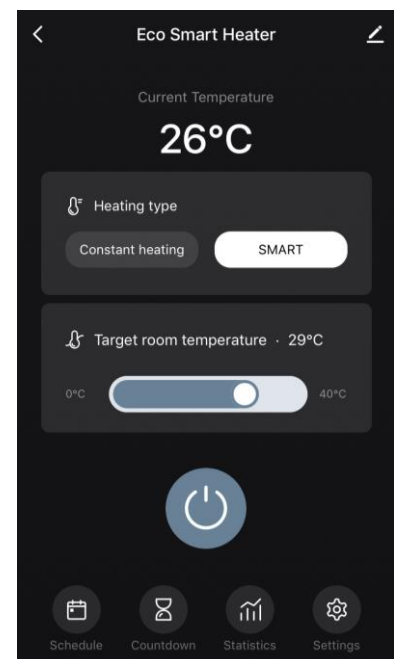 Eco Smart Heater
Current Temperature
26°C
Heating type
Constant heating SMART
Target room temperature · 29°C
0°C 40°C
Schedule Countdown Statistics Settings